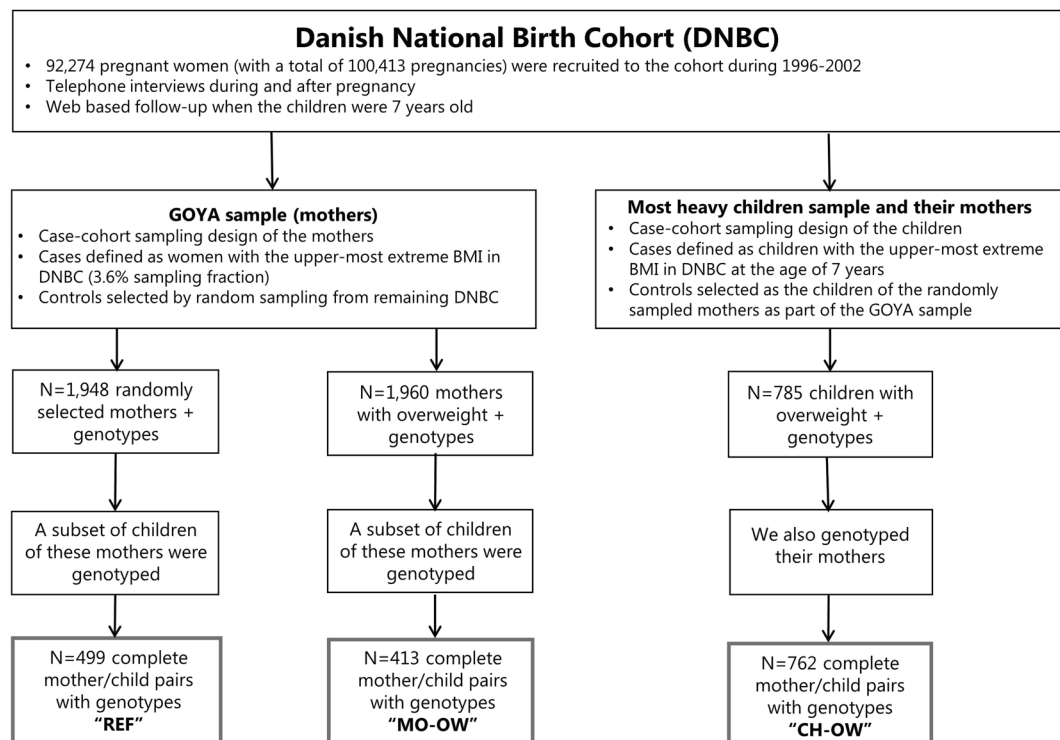 Danish National Birth Cohort (DNBC)
• 92,274 pregnant women (with a total of 100,413 pregnancies) were recruited to the cohort during 1996-2002
• Telephone interviews during and after pregnancy
• Web based follow-up when the children were 7 years old
GOYA sample (mothers)
• Case-cohort sampling design of the mothers
• Cases defined as women with the upper-most extreme BMI in
DNBC (3.6% sampling fraction)
• Controls selected by random sampling from remaining DNBC
Most heavy children sample and their mothers
• Case-cohort sampling design of the children
• Cases defined as children with the upper-most extreme
BMI in DNBC at the age of 7 years
• Controls selected as the children of the randomly
sampled mothers as part of the GOYA sample
N=1,948 randomly
selected mothers +
genotypes
N=1,960 mothers
with overweight +
genotypes
N=785 children with
overweight +
genotypes
A subset of children
of these mothers were
genotyped
A subset of children
of these mothers were
genotyped
We also genotyped
their mothers
N=499 complete
mother/child pairs
with genotypes
“REF”
N=413 complete
mother/child pairs
with genotypes
“MO-OW”
N=762 complete
mother/child pairs
with genotypes
“CH-OW”